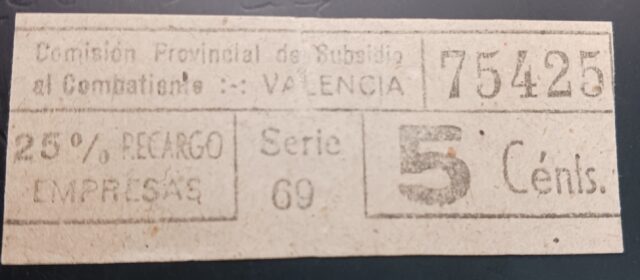 Comisión Provincial de Subsidio
al Combatiente :-: VALENCIA
75425
25% RECARGO
EMPRESAS
Serie
69
5 Cénts.